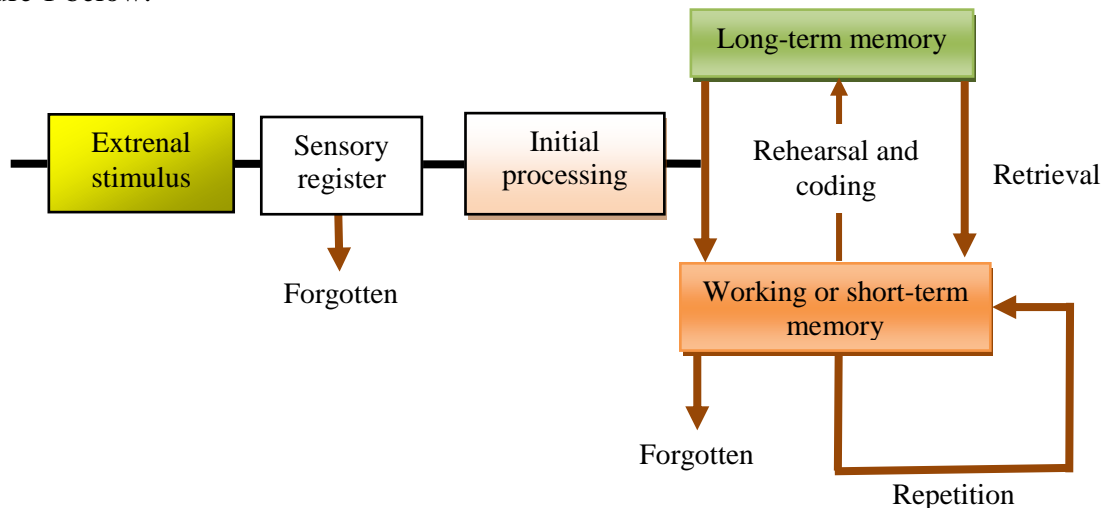 Long-term memory
Extrenal
stimulus
Sensory
register
Initial
processing
Rehearsal and
coding
Retrieval
Forgotten
Working or short-term
memory
Forgotten
Repetition